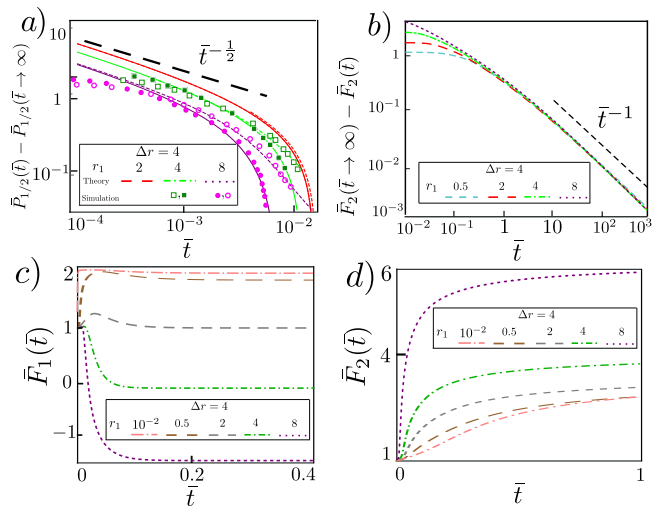 a)
P̄₁/₂(t̄) − P̄₁/₂(t̄ → ∞)
10
1
10⁻¹
t̄^−1/2
Δr = 4
r₁ 2 4 8
Theory
Simulation
10⁻⁴ 10⁻³ 10⁻²
t̄
b)
F̄₂(t̄ → ∞) − F̄₂(t̄)
1
10⁻¹
10⁻²
10⁻³
t̄⁻¹
Δr = 4
r₁ 0.5 2 4 8
10⁻² 10⁻¹ 1 10 10² 10³
t̄
c)
F̄₁(t̄)
2
1
0
−1
Δr = 4
r₁ 10⁻² 0.5 2 4 8
0 0.2 0.4
t̄
d)
F̄₂(t̄)
6
4
1
Δr = 4
r₁ 10⁻² 0.5 2 4 8
0 1
t̄